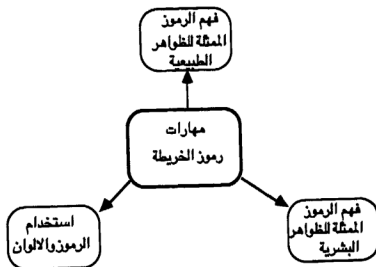 فهم الرموز
الممثلة للظواهر
الطبيعية
مهارات
رموز الخريطة
استخدام
الرموز والالوان
فهم الرموز
الممثلة للظواهر
البشرية